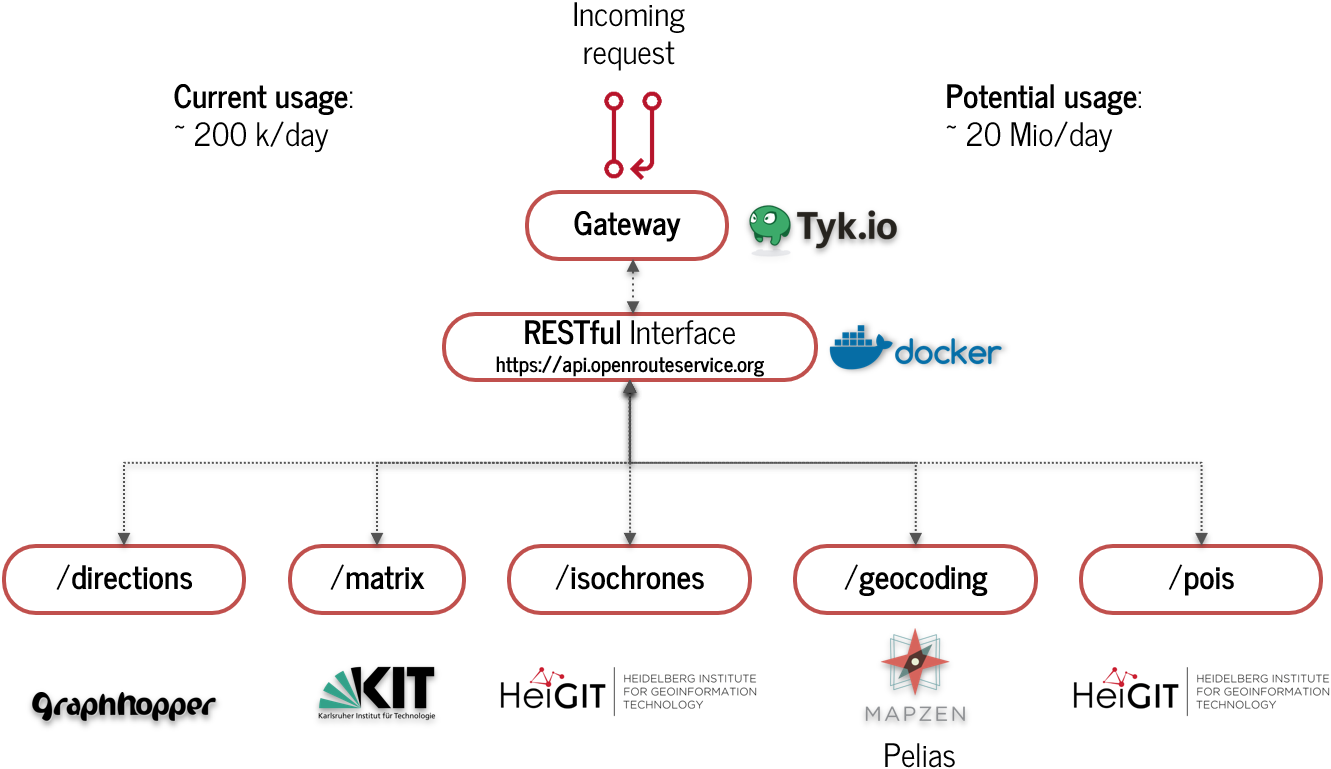 Incoming
request
Current usage:
~ 200 k/day
Potential usage:
~ 20 Mio/day
Gateway
Tyk.io
RESTful Interface
https://api.openrouteservice.org
docker
/directions
/matrix
/isochrones
/geocoding
/pois
graphhopper
KIT
Karlsruher Institut für Technologie
HeiGIT
HEIDELBERG INSTITUTE
FOR GEOINFORMATION
TECHNOLOGY
MAPZEN
Pelias
HeiGIT
HEIDELBERG INSTITUTE
FOR GEOINFORMATION
TECHNOLOGY